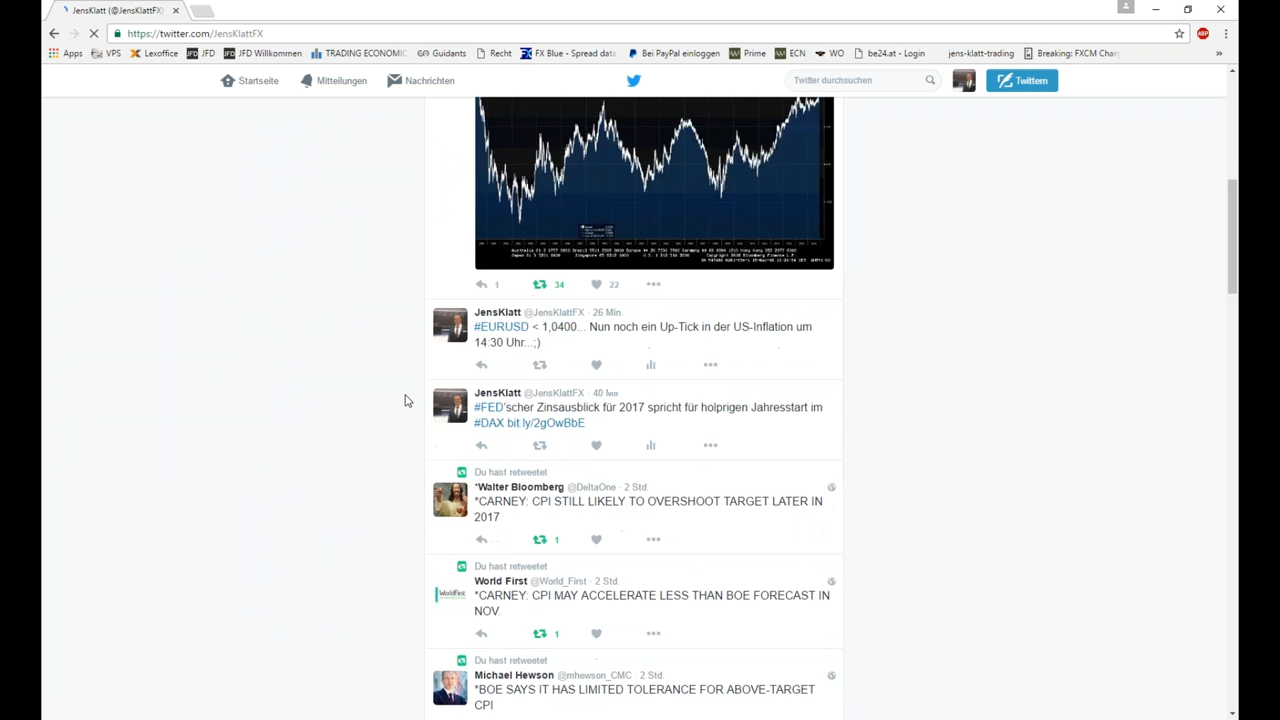 JensKlatt (@JensKlattFX)
https://twitter.com/JensKlattFX
Apps VPS Lexoffice JFD JFD Willkommen TRADING ECONOMIC Guidants Recht FX Blue - Spread data Bei PayPal einloggen Prime ECN WO be24.at - Login jens-klatt-trading Breaking: FXCM Chan »
Startseite Mitteilungen Nachrichten Twitter durchsuchen Twittern
1 34 22
JensKlatt @JensKlattFX · 26 Min.
#EURUSD < 1,0400... Nun noch ein Up-Tick in der US-Inflation um
14:30 Uhr...;)
JensKlatt @JensKlattFX · 40
#FED'scher Zinsausblick für 2017 spricht für holprigen Jahresstart im
#DAX bit.ly/2gOwBbE
Du hast retweetet
*Walter Bloomberg @DeltaOne · 2 Std.
*CARNEY: CPI STILL LIKELY TO OVERSHOOT TARGET LATER IN
2017
1
Du hast retweetet
WorldFirst
World First @World_First · 2 Std.
*CARNEY: CPI MAY ACCELERATE LESS THAN BOE FORECAST IN
NOV.
1
Du hast retweetet
Michael Hewson @mhewson_CMC 2 Std.
*BOE SAYS IT HAS LIMITED TOLERANCE FOR ABOVE-TARGET
CPI